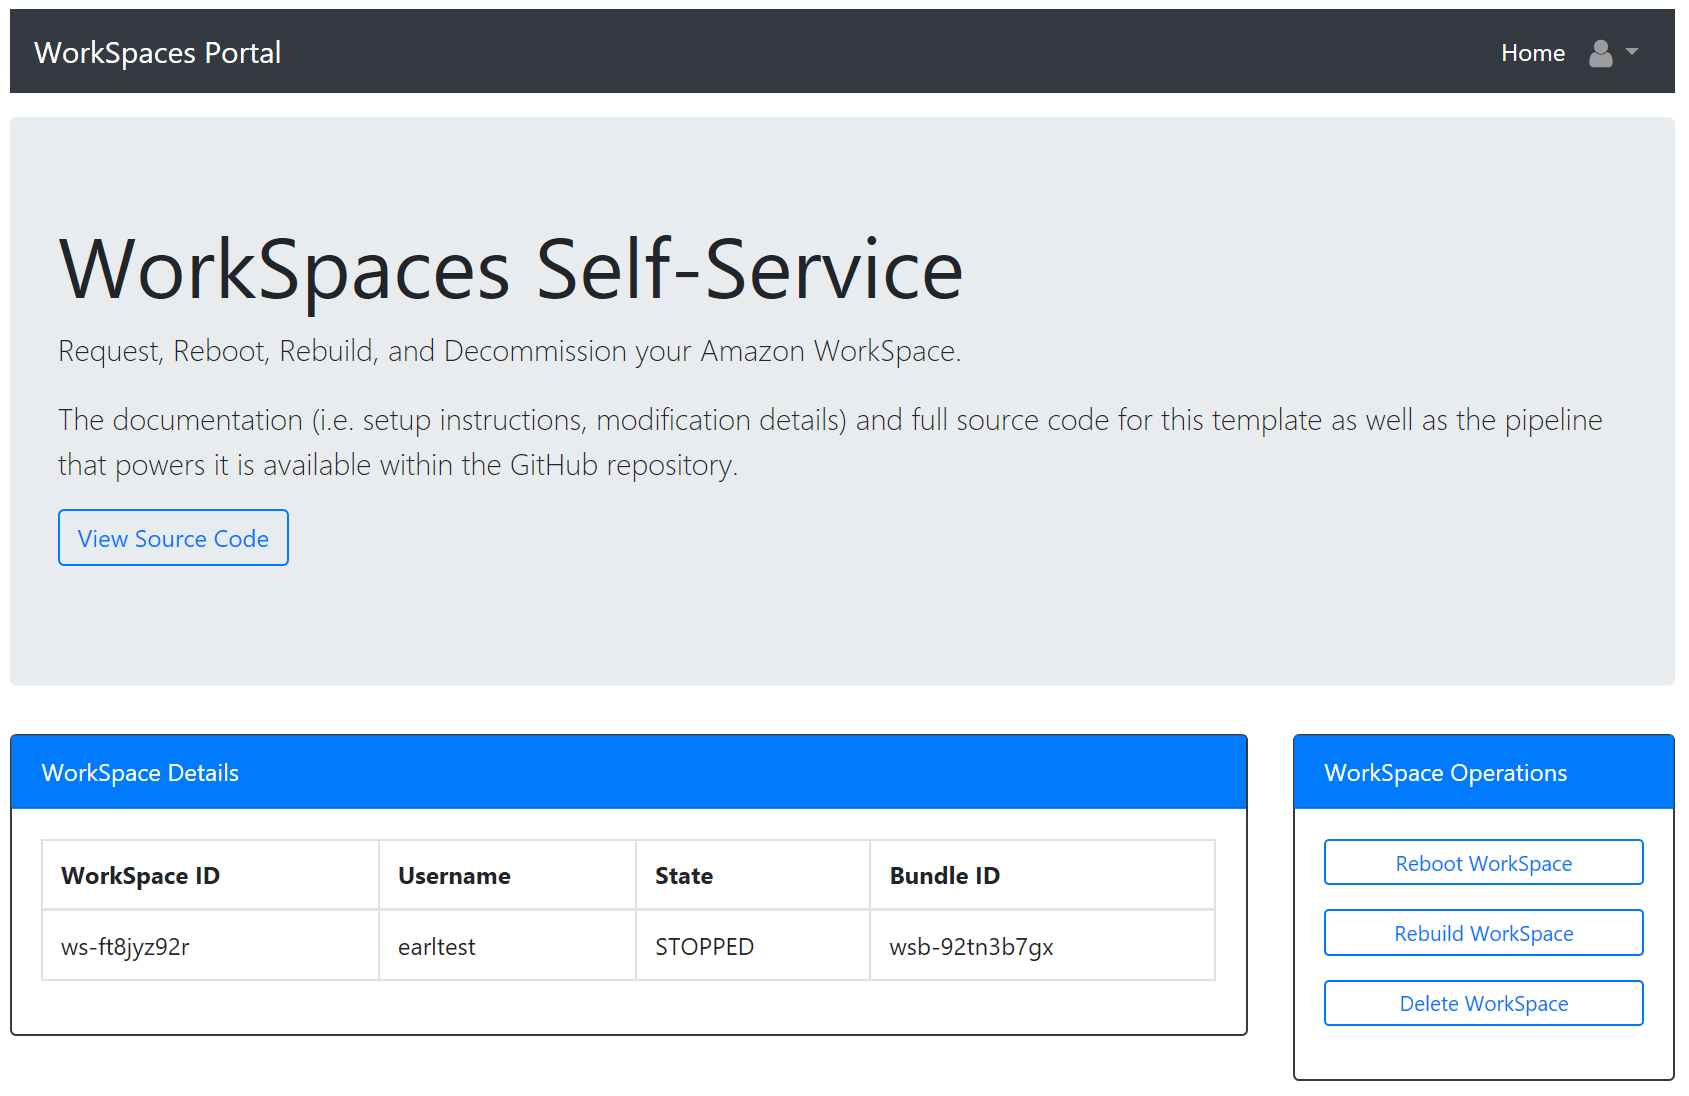 WorkSpaces Portal
Home
WorkSpaces Self-Service
Request, Reboot, Rebuild, and Decommission your Amazon WorkSpace.
The documentation (i.e. setup instructions, modification details) and full source code for this template as well as the pipeline
that powers it is available within the GitHub repository.
View Source Code
WorkSpace Details
WorkSpace ID Username State Bundle ID
ws-ft8jyz92r earltest STOPPED wsb-92tn3b7gx
WorkSpace Operations
Reboot WorkSpace
Rebuild WorkSpace
Delete WorkSpace